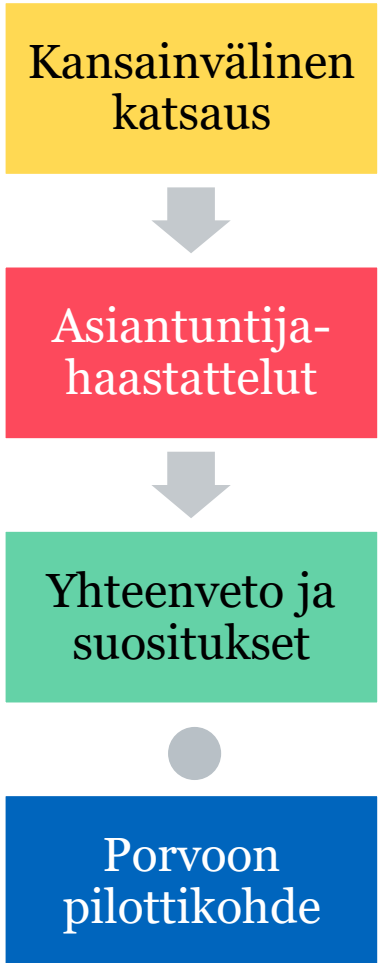 Kansainvälinen
katsaus
Asiantuntija-
haastattelut
Yhteenveto ja
suositukset
Porvoon
pilottikohde